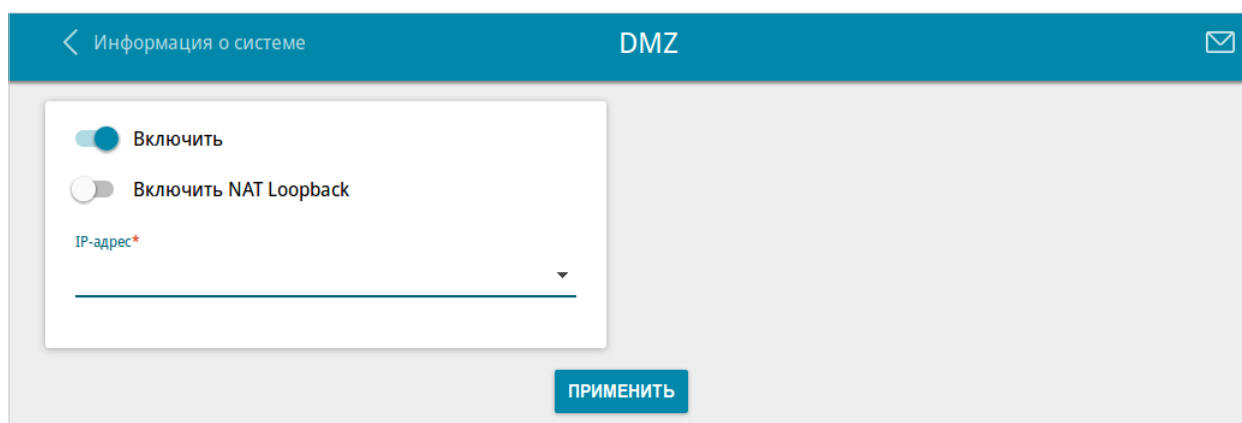 Информация о системе
DMZ
Включить
Включить NAT Loopback
IP-адрес*
ПРИМЕНИТЬ